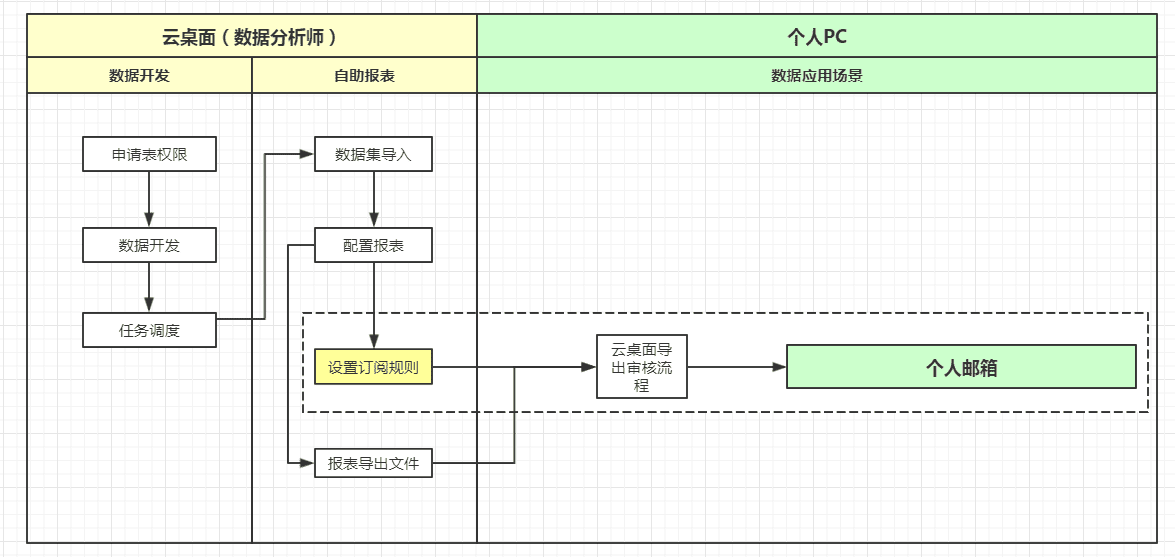 云桌面（数据分析师）
个人PC
数据开发
自助报表
数据应用场景
申请表权限
数据集导入
数据开发
配置报表
任务调度
设置订阅规则
云桌面导
出审核流
程
个人邮箱
报表导出文件